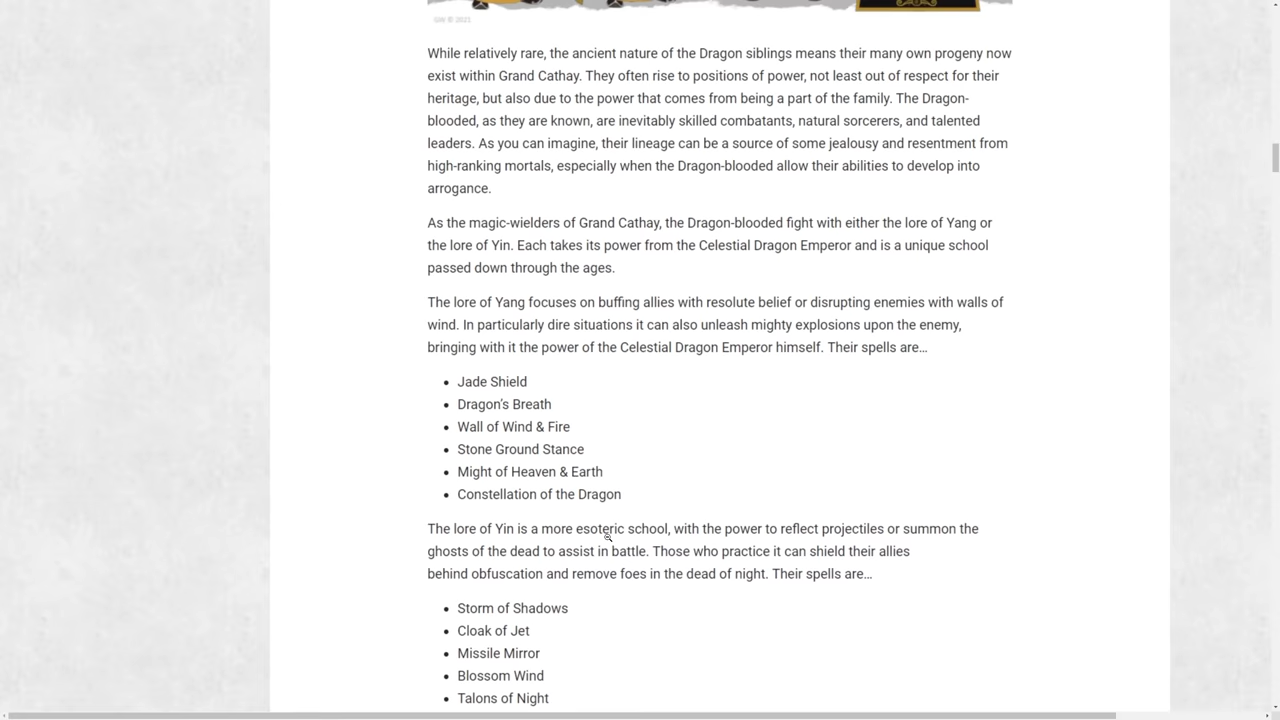 GW © 2021
While relatively rare, the ancient nature of the Dragon siblings means their many own progeny now
exist within Grand Cathay. They often rise to positions of power, not least out of respect for their
heritage, but also due to the power that comes from being a part of the family. The Dragon-
blooded, as they are known, are inevitably skilled combatants, natural sorcerers, and talented
leaders. As you can imagine, their lineage can be a source of some jealousy and resentment from
high-ranking mortals, especially when the Dragon-blooded allow their abilities to develop into
arrogance.
As the magic-wielders of Grand Cathay, the Dragon-blooded fight with either the lore of Yang or
the lore of Yin. Each takes its power from the Celestial Dragon Emperor and is a unique school
passed down through the ages.
The lore of Yang focuses on buffing allies with resolute belief or disrupting enemies with walls of
wind. In particularly dire situations it can also unleash mighty explosions upon the enemy,
bringing with it the power of the Celestial Dragon Emperor himself. Their spells are…
• Jade Shield
• Dragon’s Breath
• Wall of Wind & Fire
• Stone Ground Stance
• Might of Heaven & Earth
• Constellation of the Dragon
The lore of Yin is a more esoteric school, with the power to reflect projectiles or summon the
ghosts of the dead to assist in battle. Those who practice it can shield their allies
behind obfuscation and remove foes in the dead of night. Their spells are…
• Storm of Shadows
• Cloak of Jet
• Missile Mirror
• Blossom Wind
• Talons of Night